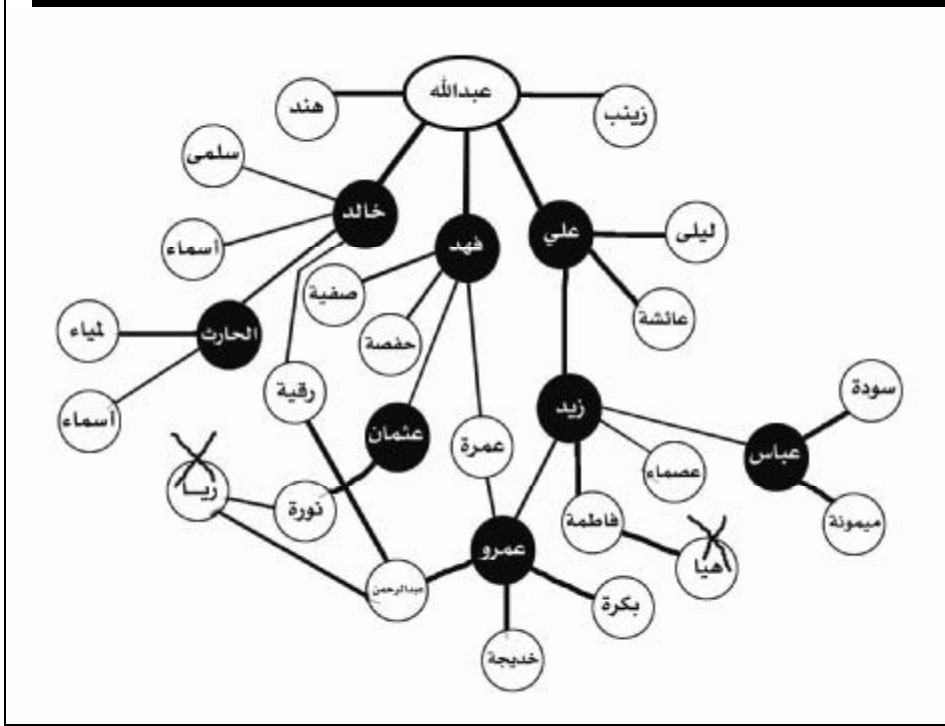 عبدالله
زينب
هند
سلمى
خالد
ليلى
علي
فهد
أسماء
صفية
عائشة
لمياء
الحارث
حفصة
رقية
سودة
زيد
أسماء
عثمان
عمرة
عباس
عصماء
ريا
نورة
فاطمة
ميمونة
عمرو
هيا
عبدالرحمن
بكرة
خديجة